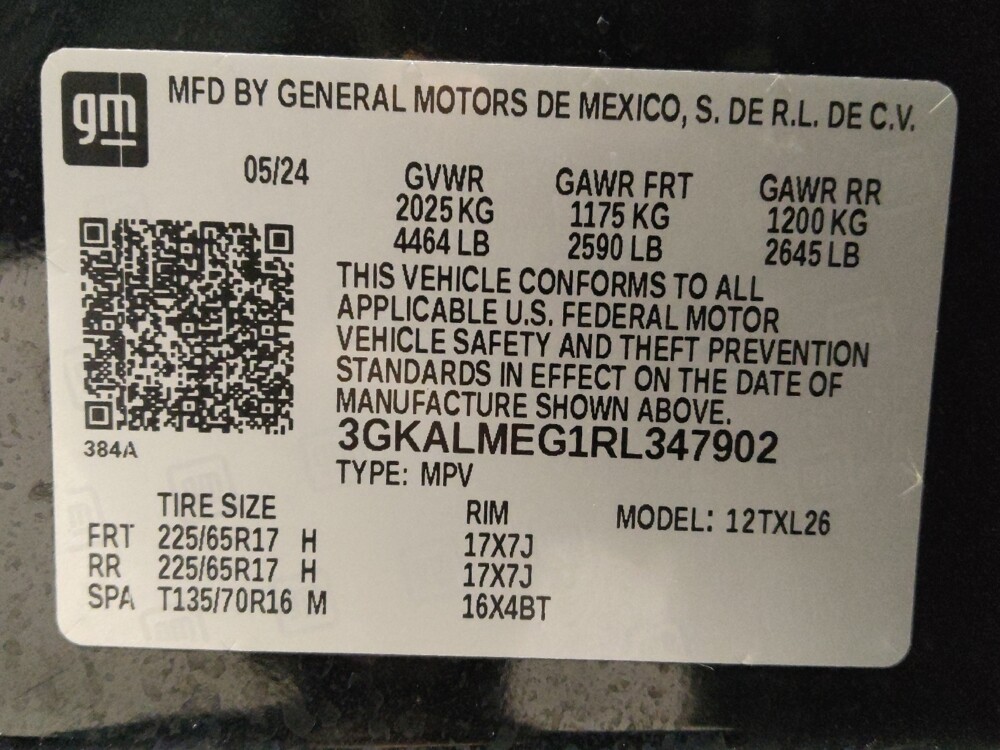 gm MFD BY GENERAL MOTORS DE MEXICO, S. DE R.L. DE C.V.
05/24 GVWR GAWR FRT GAWR RR
2025 KG 1175 KG 1200 KG
4464 LB 2590 LB 2645 LB
THIS VEHICLE CONFORMS TO ALL
APPLICABLE U.S. FEDERAL MOTOR
VEHICLE SAFETY AND THEFT PREVENTION
STANDARDS IN EFFECT ON THE DATE OF
MANUFACTURE SHOWN ABOVE.
3GKALMEG1RL347902
384A
TYPE: MPV
TIRE SIZE RIM MODEL: 12TXL26
FRT 225/65R17 H 17X7J
RR 225/65R17 H 17X7J
SPA T135/70R16 M 16X4BT